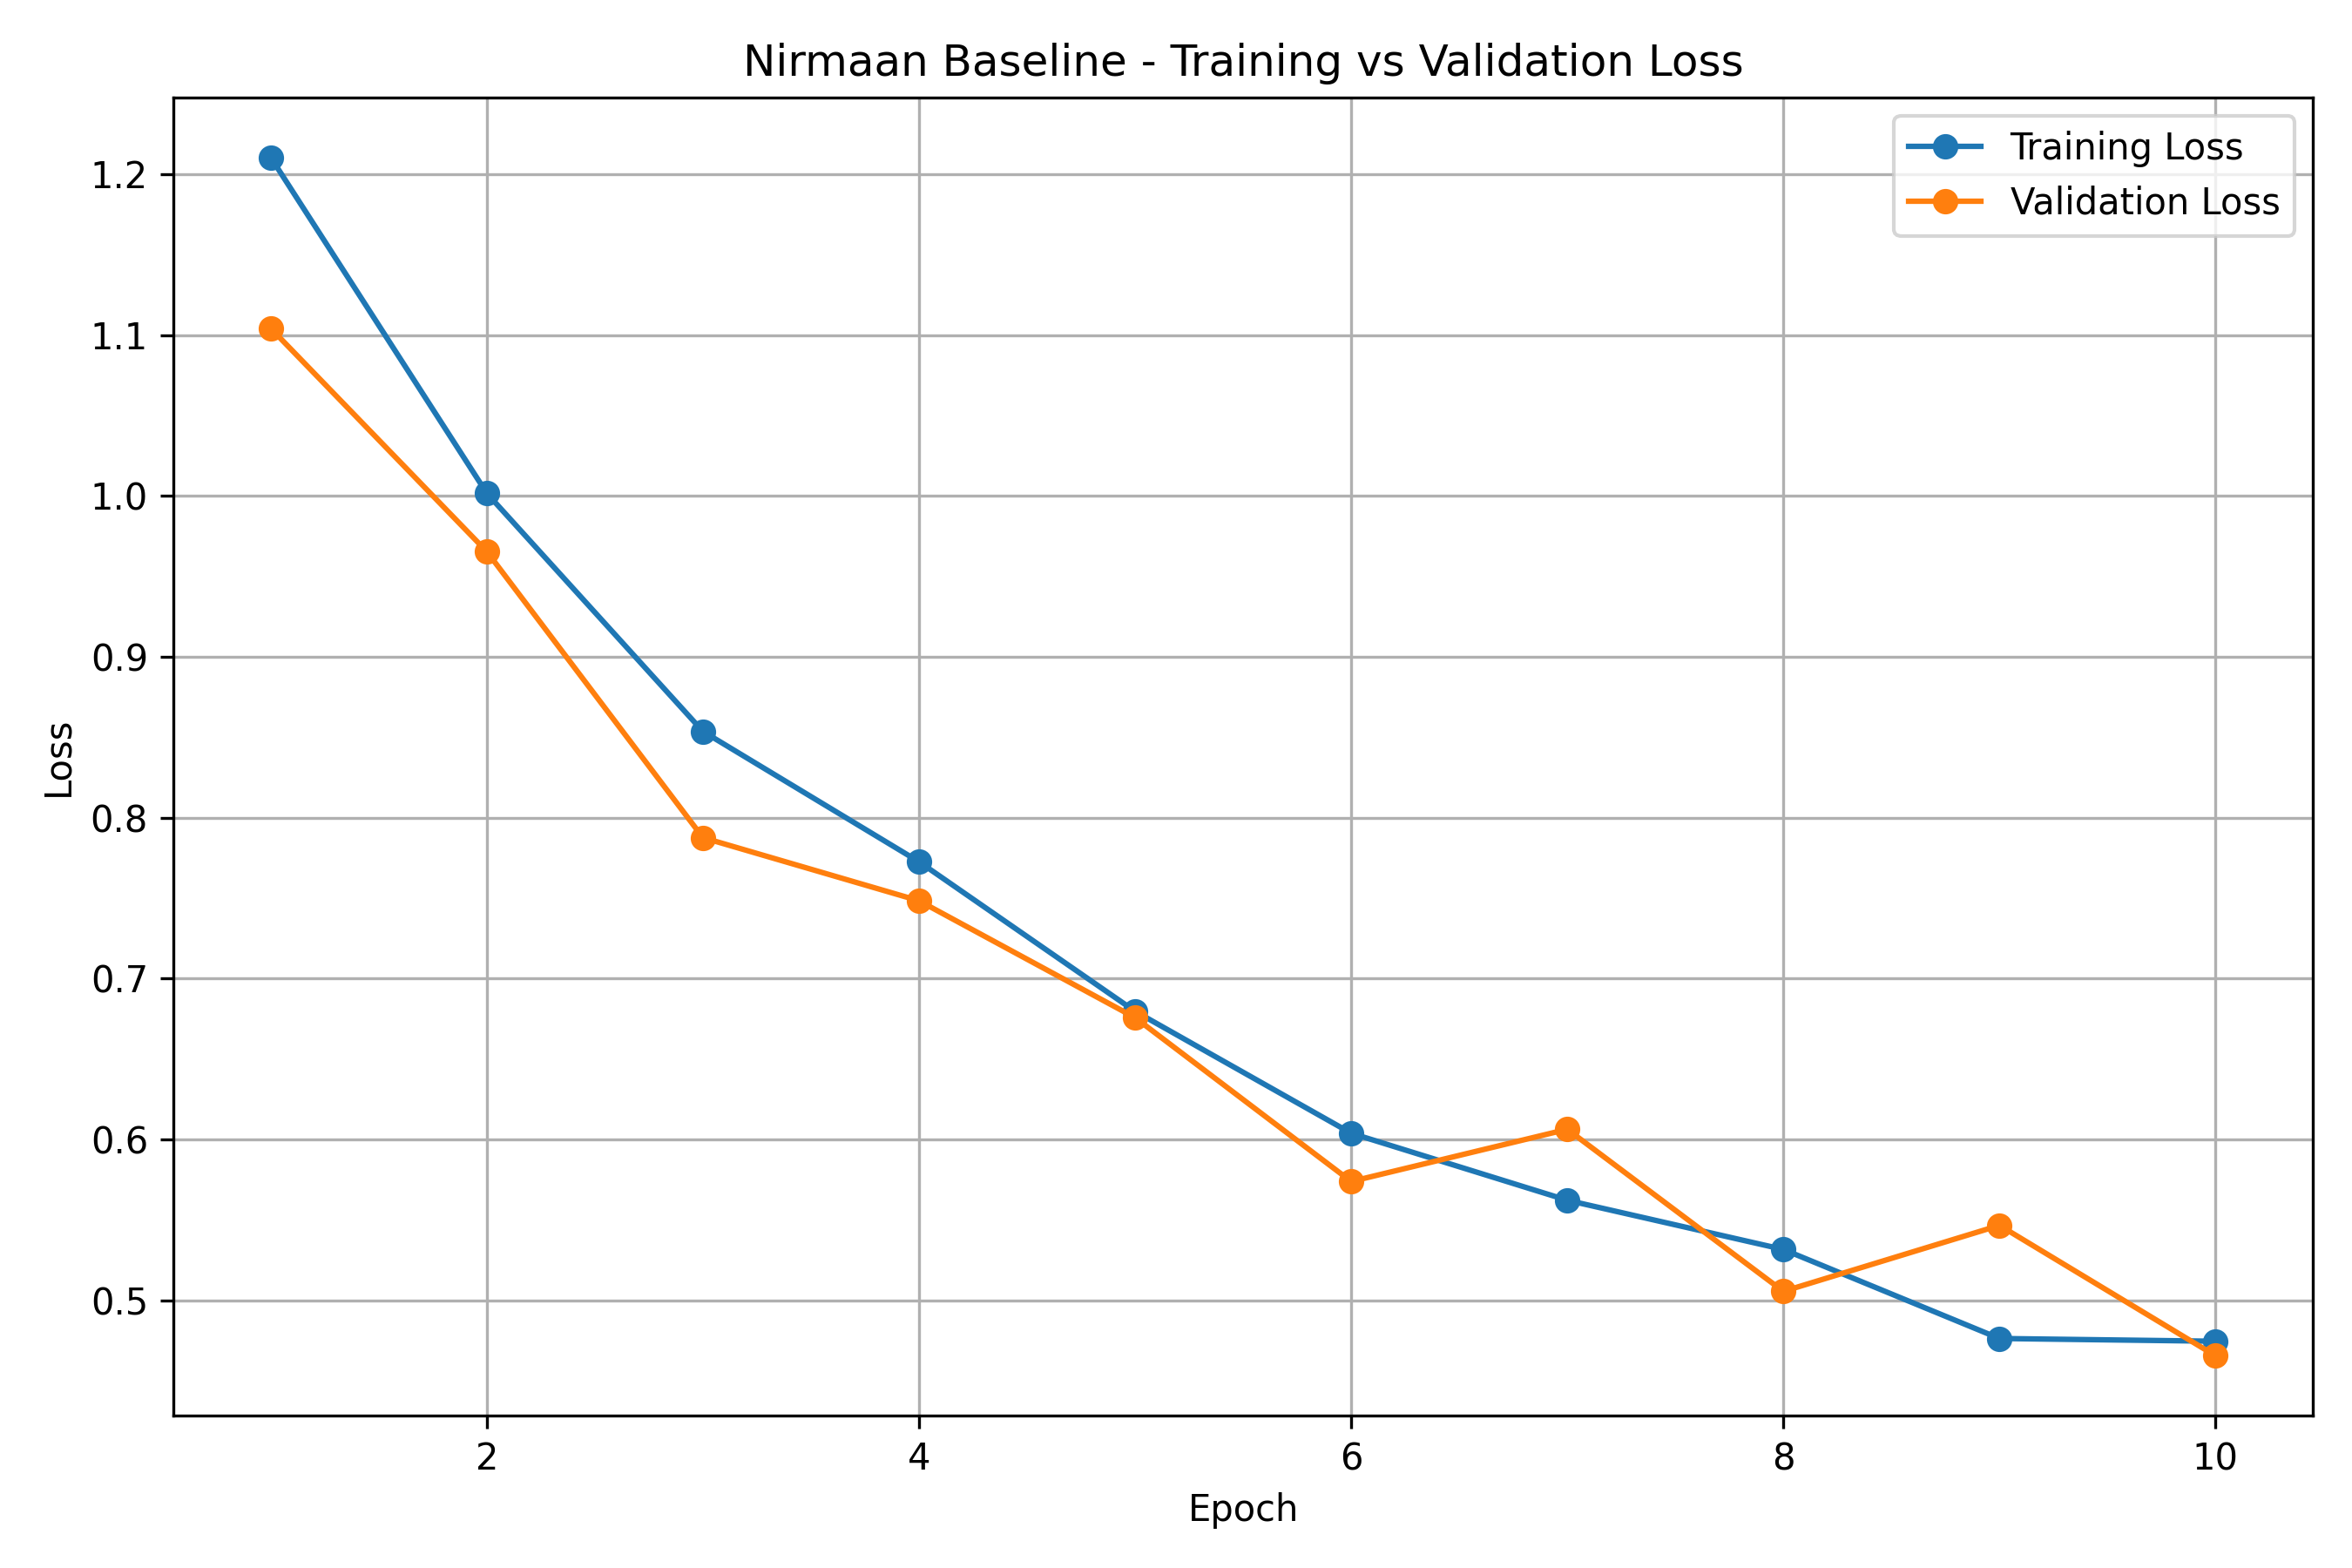 Nirmaan Baseline - Training vs Validation Loss
Training Loss
Validation Loss
1.2
1.1
1.0
0.9
0.8
0.7
0.6
0.5
Loss
2 4 6 8 10
Epoch